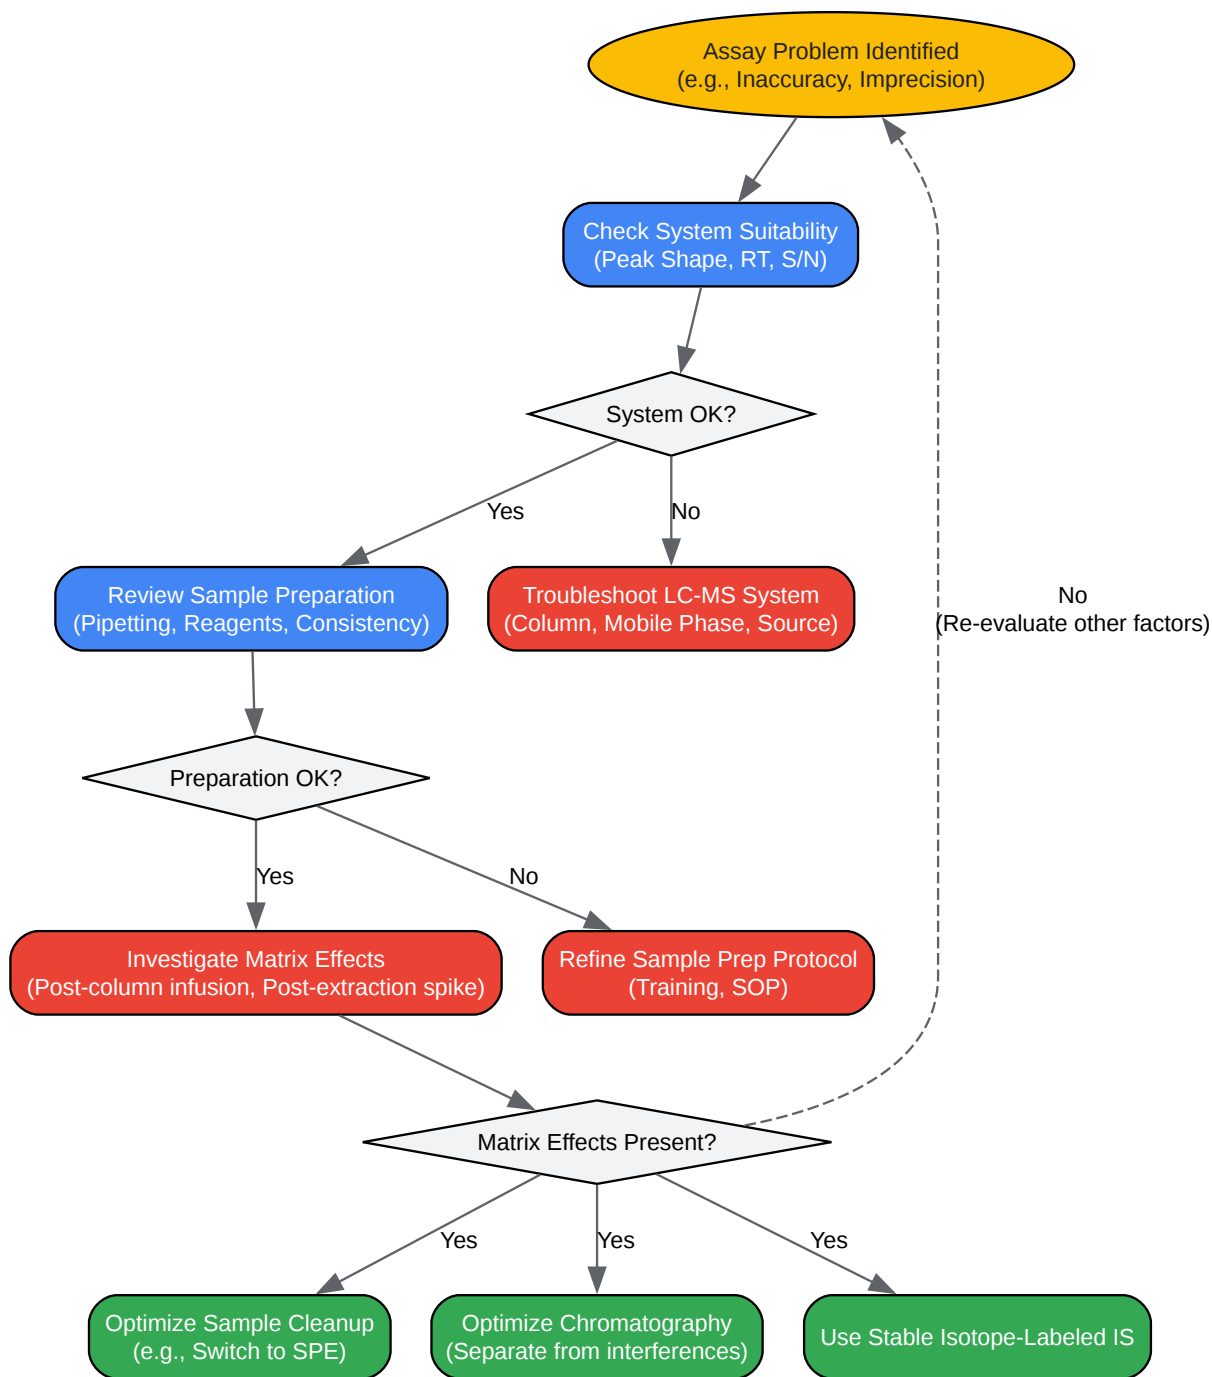 Assay Problem Identified
(e.g., Inaccuracy, Imprecision)
Check System Suitability
(Peak Shape, RT, S/N)
System OK?
Yes
No
Review Sample Preparation
(Pipetting, Reagents, Consistency)
Troubleshoot LC-MS System
(Column, Mobile Phase, Source)
No
(Re-evaluate other factors)
Preparation OK?
Yes
No
Investigate Matrix Effects
(Post-column infusion, Post-extraction spike)
Refine Sample Prep Protocol
(Training, SOP)
Matrix Effects Present?
Yes
Yes
Yes
Optimize Sample Cleanup
(e.g., Switch to SPE)
Optimize Chromatography
(Separate from interferences)
Use Stable Isotope-Labeled IS